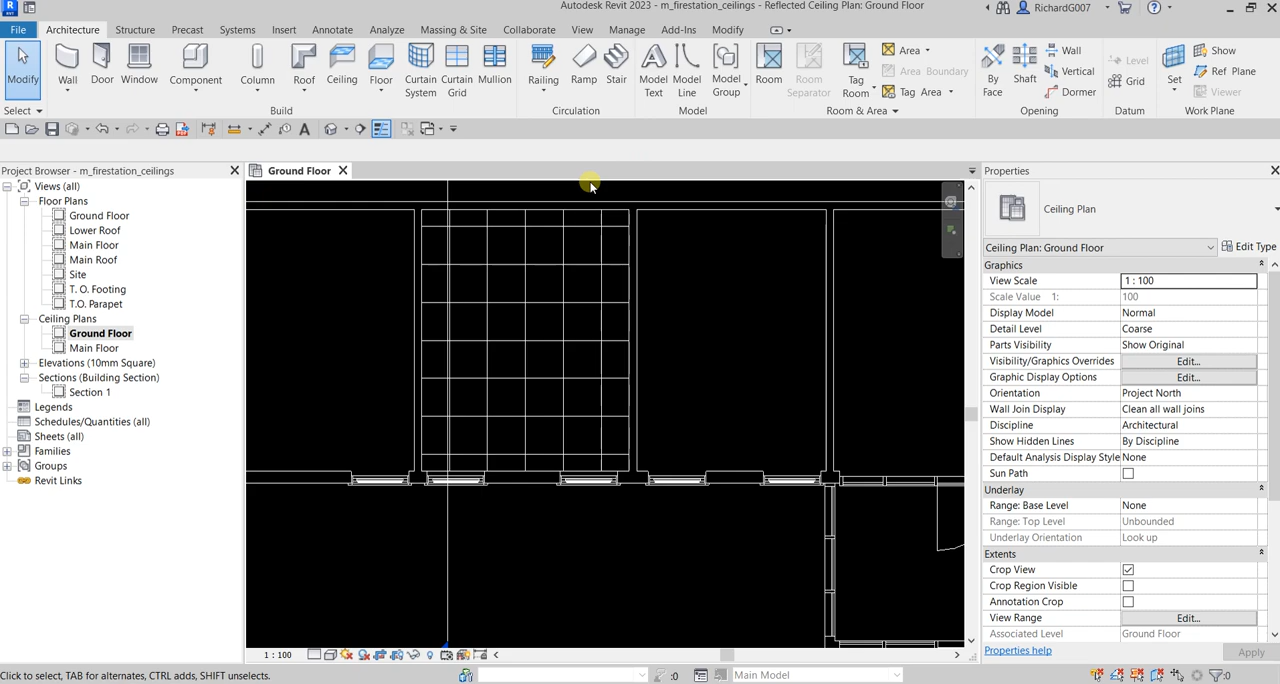 Autodesk Revit 2023 - m_firestation_ceilings - Reflected Ceiling Plan: Ground Floor
RichardG007
File Architecture Structure Precast Systems Insert Annotate Analyze Massing & Site Collaborate View Manage Add-Ins Modify
Modify Wall Door Window Component Column Roof Ceiling Floor Curtain System Curtain Grid Mullion Railing Ramp Stair Model Text Model Line Model Group Room Room Separator Tag Room Area Area Boundary Tag Area By Face Shaft Wall Vertical Dormer Level Grid Set Show Ref Plane Viewer
Select Build Circulation Model Room & Area Opening Datum Work Plane
Project Browser - m_firestation_ceilings
Ground Floor
Properties
Views (all)
Floor Plans
Ground Floor
Lower Roof
Main Floor
Main Roof
Site
T. O. Footing
T.O. Parapet
Ceiling Plans
Ground Floor
Main Floor
Elevations (10mm Square)
Sections (Building Section)
Section 1
Legends
Schedules/Quantities (all)
Sheets (all)
Families
Groups
Revit Links
Ceiling Plan
Ceiling Plan: Ground Floor Edit Type
Graphics
View Scale 1 : 100
Scale Value 1: 100
Display Model Normal
Detail Level Coarse
Parts Visibility Show Original
Visibility/Graphics Overrides Edit...
Graphic Display Options Edit...
Orientation Project North
Wall Join Display Clean all wall joins
Discipline Architectural
Show Hidden Lines By Discipline
Default Analysis Display Style None
Sun Path
Underlay
Range: Base Level None
Range: Top Level Unbounded
Underlay Orientation Look up
Extents
Crop View
Crop Region Visible
Annotation Crop
View Range Edit...
Associated Level Ground Floor
Properties help Apply
1 : 100
Click to select, TAB for alternates, CTRL adds, SHIFT unselects. :0 Main Model :0